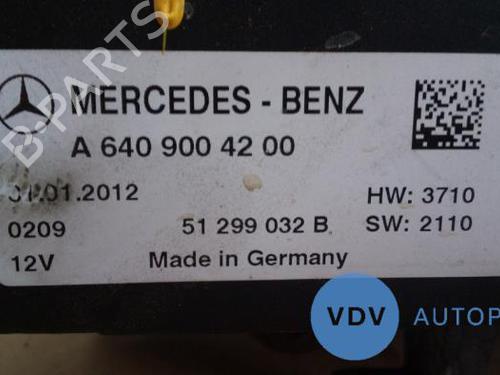 B-PARTS
MERCEDES - BENZ
A 640 900 42 00
.01.2012
HW: 3710
0209
51 299 032 B
SW: 2110
12V
Made in Germany
VDV
AUTOP